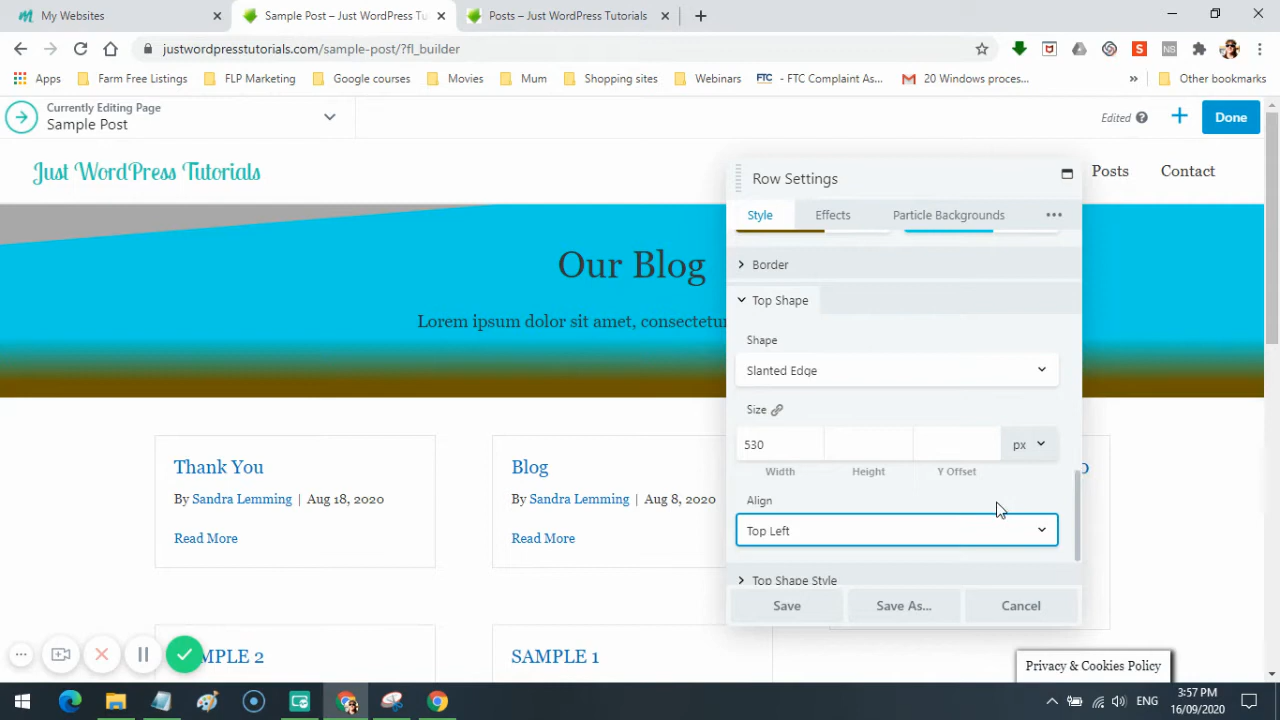 My Websites
Sample Post – Just WordPress Tu
Posts – Just WordPress Tutorials
justwordpresstutorials.com/sample-post/?fl_builder
Apps
Farm Free Listings
FLP Marketing
Google courses
Movies
Mum
Shopping sites
Webinars
FTC - FTC Complaint As...
20 Windows proces...
»
Other bookmarks
Currently Editing Page
Sample Post
Edited
Done
Just WordPress Tutorials
Posts
Contact
Row Settings
Style
Effects
Particle Backgrounds
Our Blog
Border
Lorem ipsum dolor sit amet, consectetu
Top Shape
Shape
Slanted Edge
Size
530
px
Width
Height
Y Offset
Align
Top Left
Top Shape Style
Save
Save As...
Cancel
Thank You
By Sandra Lemming | Aug 18, 2020
Read More
Blog
By Sandra Lemming | Aug 8, 2020
Read More
MPLE 2
SAMPLE 1
Privacy & Cookies Policy
ENG
3:57 PM
16/09/2020